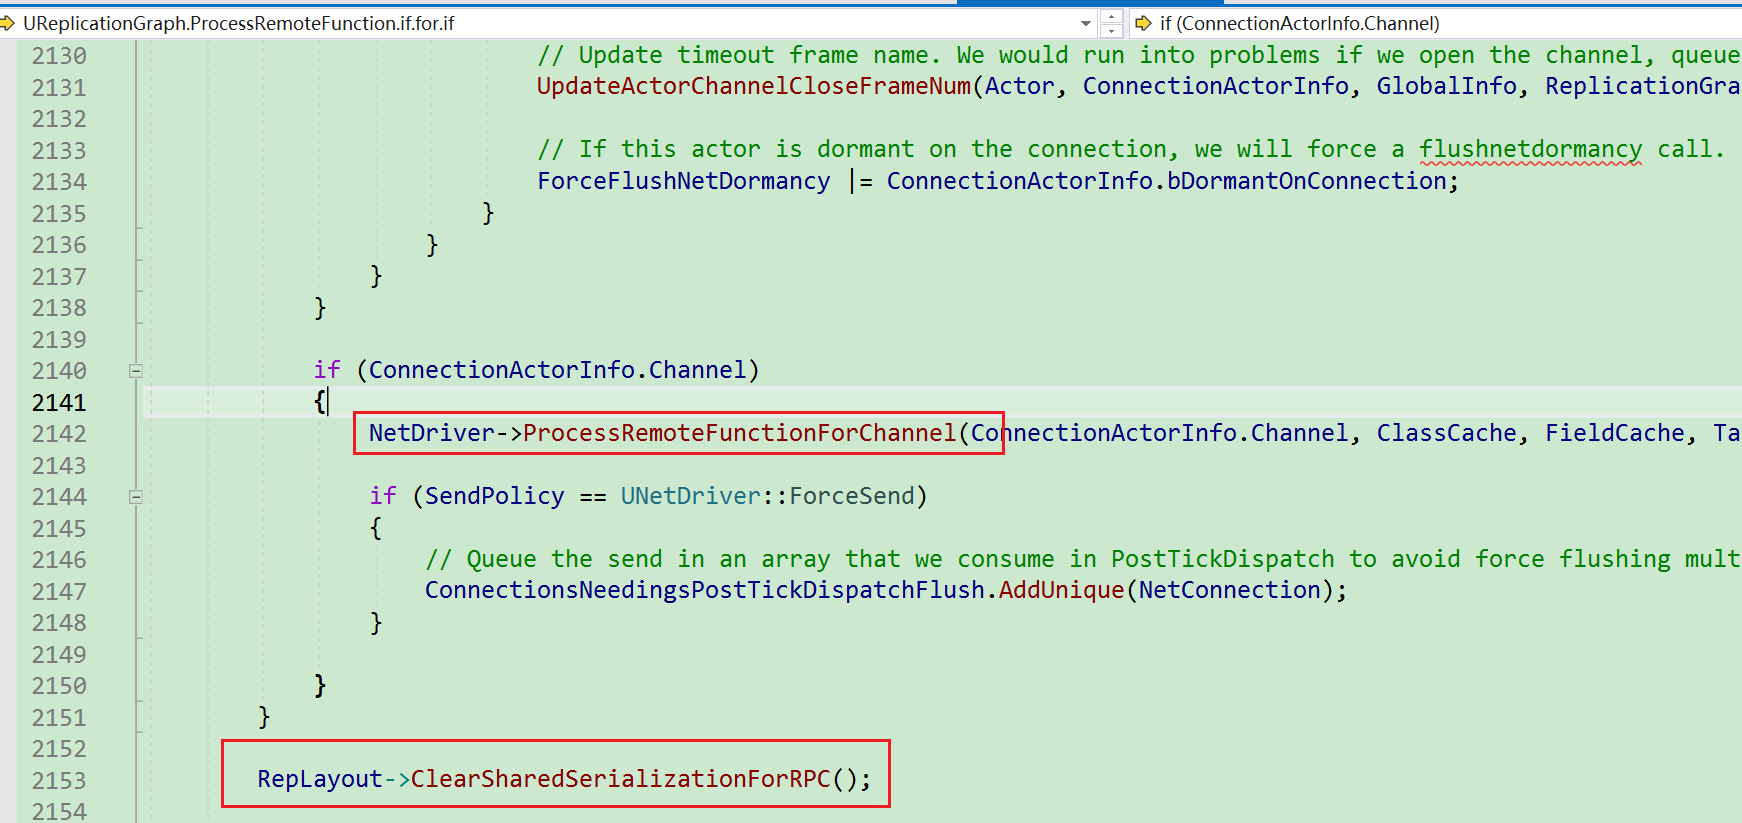 UReplicationGraph.ProcessRemoteFunction.if.for.if
if (ConnectionActorInfo.Channel)
2130 // Update timeout frame name. We would run into problems if we open the channel, queue
2131 UpdateActorChannelCloseFrameNum(Actor, ConnectionActorInfo, GlobalInfo, ReplicationGra
2132
2133 // If this actor is dormant on the connection, we will force a flushnetdormancy call.
2134 ForceFlushNetDormancy |= ConnectionActorInfo.bDormantOnConnection;
2135 }
2136 }
2137 }
2138 }
2139
2140 if (ConnectionActorInfo.Channel)
2141 {
2142 NetDriver->ProcessRemoteFunctionForChannel(ConnectionActorInfo.Channel, ClassCache, FieldCache, Ta
2143
2144 if (SendPolicy == UNetDriver::ForceSend)
2145 {
2146 // Queue the send in an array that we consume in PostTickDispatch to avoid force flushing mult
2147 ConnectionsNeedingsPostTickDispatchFlush.AddUnique(NetConnection);
2148 }
2149
2150 }
2151 }
2152
2153 RepLayout->ClearSharedSerializationForRPC();
2154